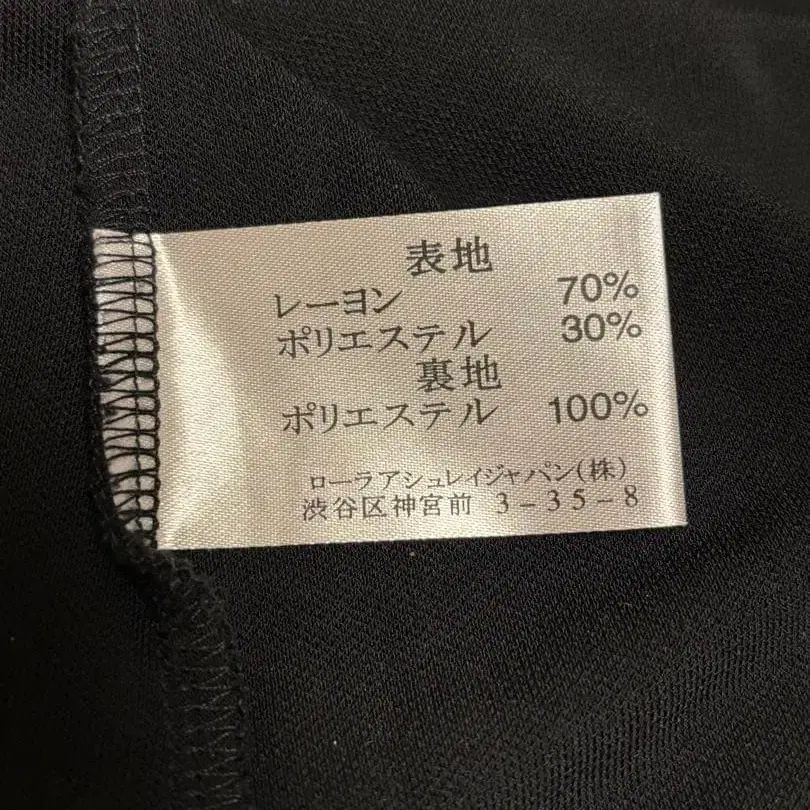 表地
レーヨン 70%
ポリエステル 30%
裏地
ポリエステル 100%
ローラアシュレイジャパン(株)
渋谷区神宮前 3-35-8